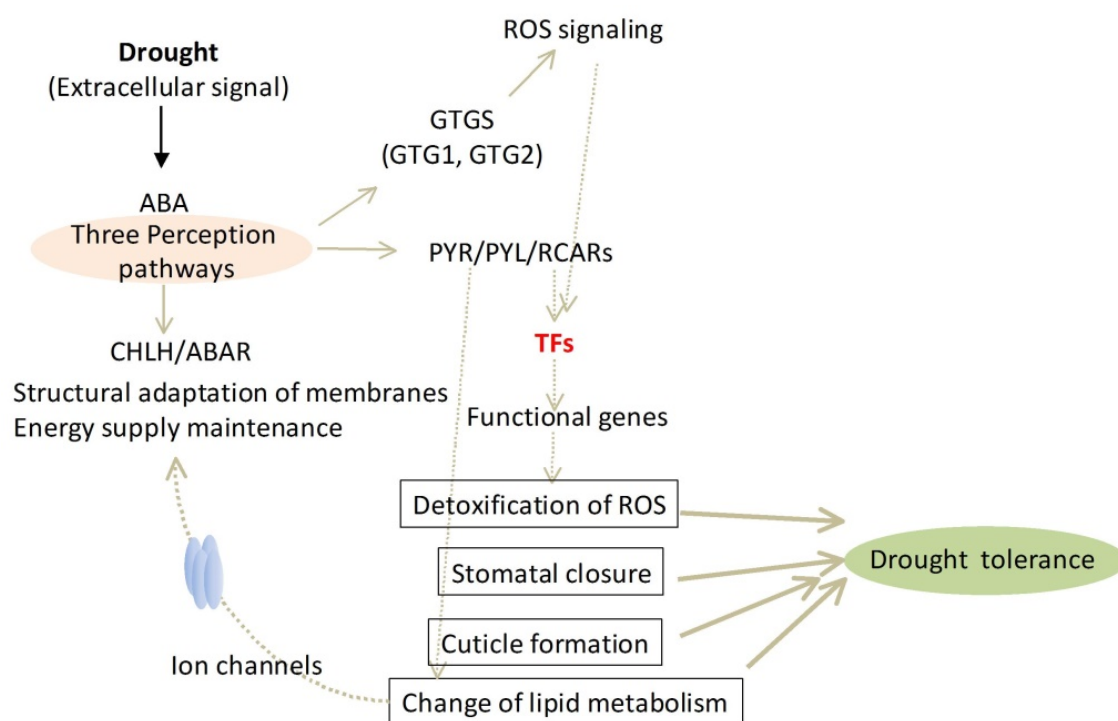 Drought
(Extracellular signal)
ROS signaling
GTGS
(GTG1, GTG2)
ABA
Three Perception
pathways
PYR/PYL/RCARs
CHLH/ABAR
TFs
Structural adaptation of membranes
Energy supply maintenance
Functional genes
Detoxification of ROS
Stomatal closure
Drought tolerance
Cuticle formation
Ion channels
Change of lipid metabolism